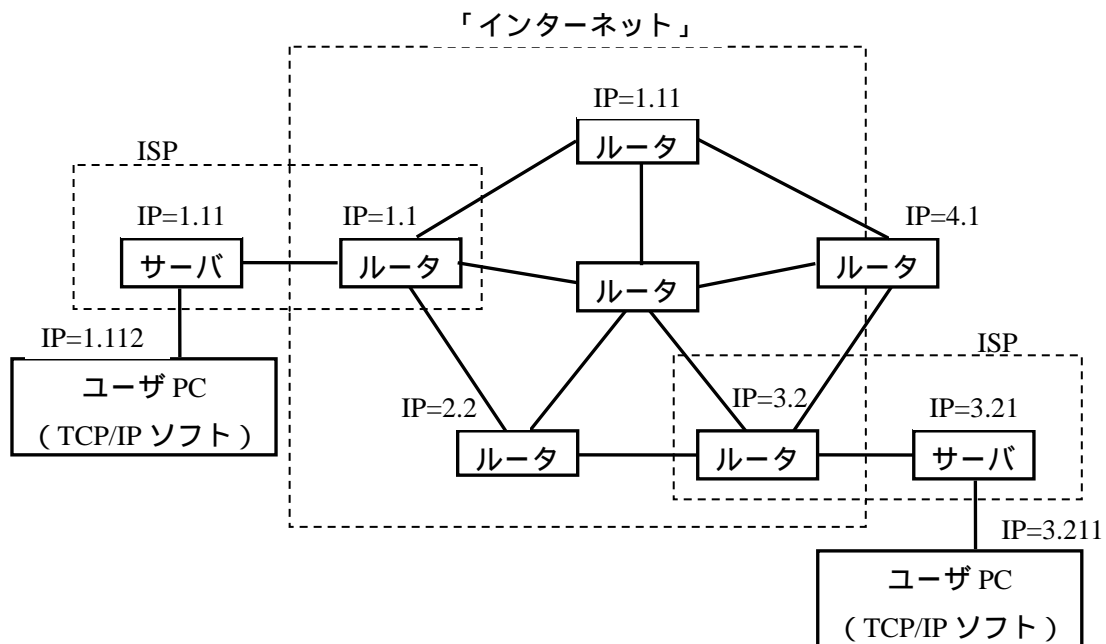 「インターネット」
IP=1.11
ルータ
ISP
IP=1.11
IP=1.1
IP=4.1
サーバ
ルータ
ルータ
ルータ
IP=1.112
ユーザ PC
（TCP/IP ソフト）
ISP
IP=2.2
IP=3.2
IP=3.21
ルータ
ルータ
サーバ
IP=3.211
ユーザ PC
（TCP/IP ソフト）